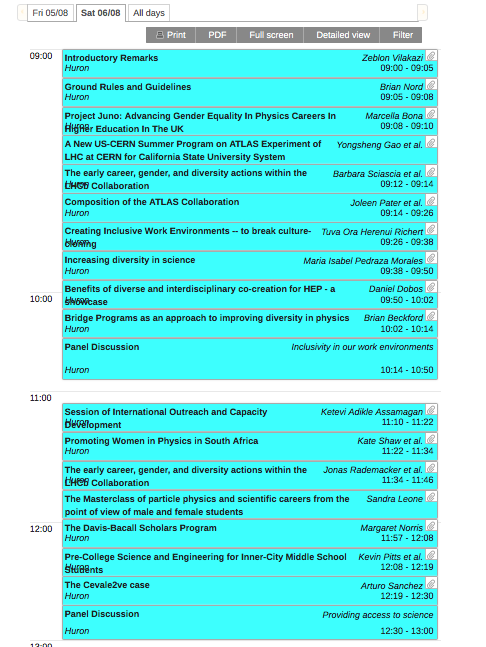 Fri 05/08 Sat 06/08 All days
Print PDF Full screen Detailed view Filter
09:00
Introductory Remarks Zeblon Vilakazi
Huron 09:00 - 09:05
Ground Rules and Guidelines Brian Nord
Huron 09:05 - 09:08
Project Juno: Advancing Gender Equality In Physics Careers In Marcella Bona
Higher Education In The UK
Huron 09:08 - 09:10
A New US-CERN Summer Program on ATLAS Experiment of Yongsheng Gao et al.
LHC at CERN for California State University System
The early career, gender, and diversity actions within the Barbara Sciascia et al.
LHCb Collaboration
Huron 09:12 - 09:14
Composition of the ATLAS Collaboration Joleen Pater et al.
Huron 09:14 - 09:26
Creating Inclusive Work Environments -- to break culture- Tuva Ora Herenui Richert
cloning
Huron 09:26 - 09:38
Increasing diversity in science Maria Isabel Pedraza Morales
Huron 09:38 - 09:50
Benefits of diverse and interdisciplinary co-creation for HEP - a Daniel Dobos
showcase
Huron 09:50 - 10:02
10:00
Bridge Programs as an approach to improving diversity in physics Brian Beckford
Huron 10:02 - 10:14
Panel Discussion Inclusivity in our work environments
Huron 10:14 - 10:50
11:00
Session of International Outreach and Capacity Ketevi Adikle Assamagan
Development
Huron 11:10 - 11:22
Promoting Women in Physics in South Africa Kate Shaw et al.
Huron 11:22 - 11:34
The early career, gender, and diversity actions within the Jonas Rademacker et al.
LHCb Collaboration
Huron 11:34 - 11:46
The Masterclass of particle physics and scientific careers from the Sandra Leone
point of view of male and female students
12:00
The Davis-Bacall Scholars Program Margaret Norris
Huron 11:57 - 12:08
Pre-College Science and Engineering for Inner-City Middle School Kevin Pitts et al.
Students
Huron 12:08 - 12:19
The Cevale2ve case Arturo Sanchez
Huron 12:19 - 12:30
Panel Discussion Providing access to science
Huron 12:30 - 13:00
13:00